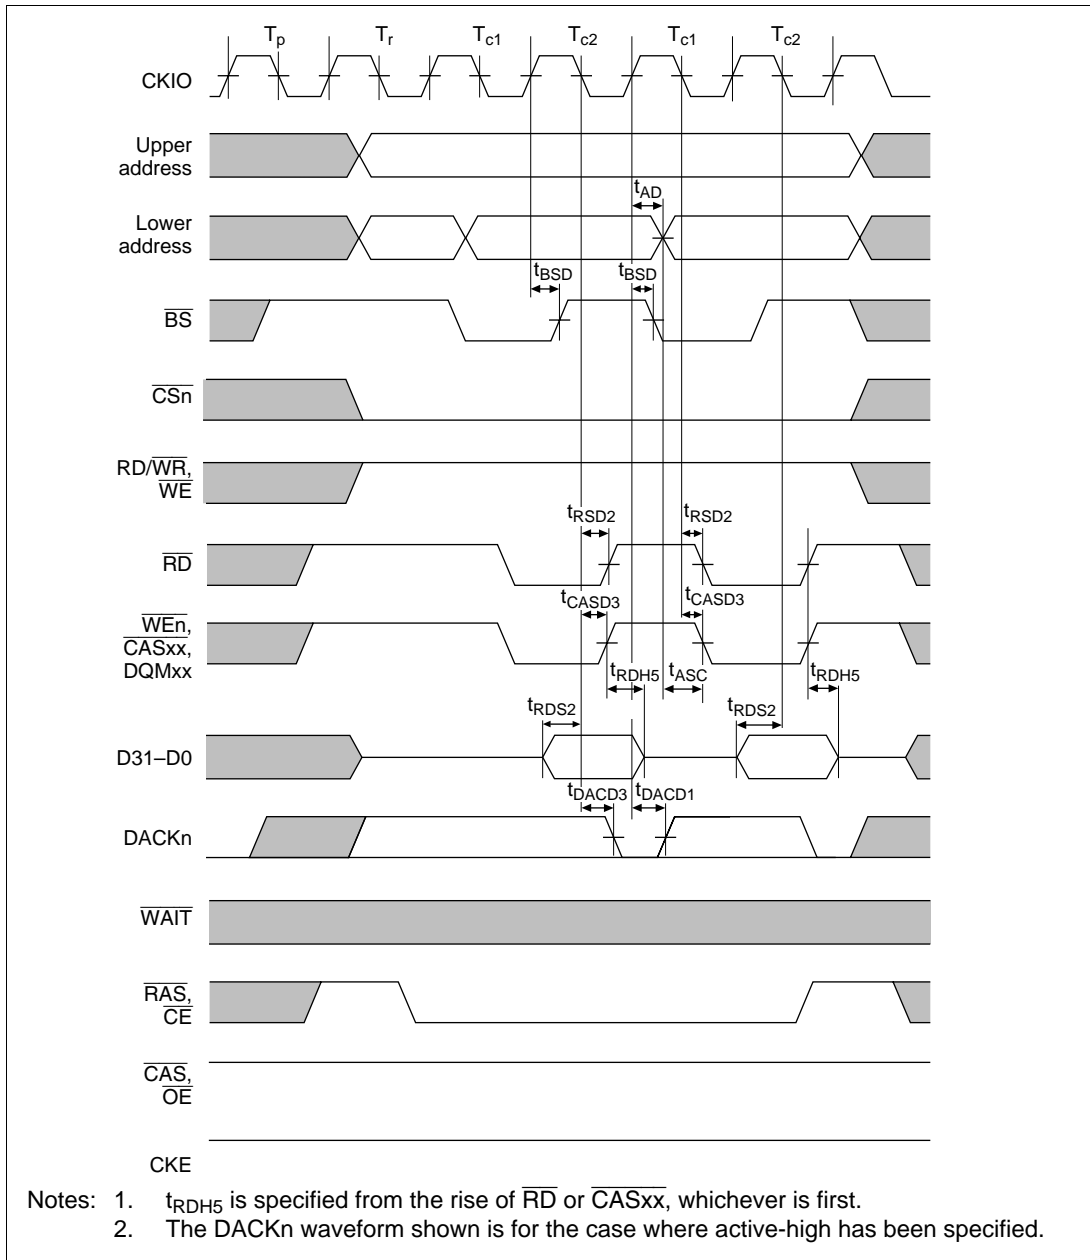 Tp Tr Tc1 Tc2 Tc1 Tc2
CKIO
Upper
address
tAD
Lower
address
tBSD tBSD
BS
CSn
RD/WR,
WE
tRSD2 tRSD2
RD
tCASD3 tCASD3
WEn,
CASxx,
DQMxx
tRDH5 tASC tRDH5
tRDS2 tRDS2
D31–D0
tDACD3 tDACD1
DACKn
WAIT
RAS,
CE
CAS,
OE
CKE
Notes: 1. tRDH5 is specified from the rise of RD or CASxx, whichever is first.
2. The DACKn waveform shown is for the case where active-high has been specified.